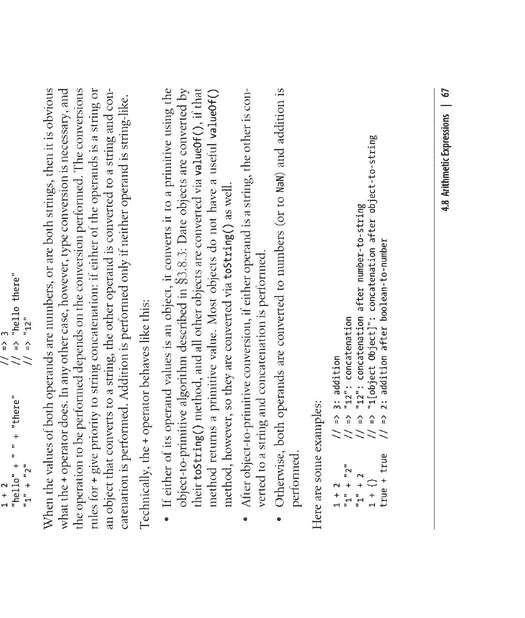 1 + 2 // => 3
"hello" + " " + "there" // => "hello there"
"1" + "2" // => "12"
When the values of both operands are numbers, or are both strings, then it is obvious
what the + operator does. In any other case, however, type conversion is necessary, and
the operation to be performed depends on the conversion performed. The conversions
rules for + give priority to string concatenation: if either of the operands is a string or
an object that converts to a string, the other operand is converted to a string and con-
catenation is performed. Addition is performed only if neither operand is string-like.
Technically, the + operator behaves like this:
• If either of its operand values is an object, it converts it to a primitive using the
object-to-primitive algorithm described in §3.8.3: Date objects are converted by
their toString() method, and all other objects are converted via valueOf(), if that
method returns a primitive value. Most objects do not have a useful valueOf()
method, however, so they are converted via toString() as well.
• After object-to-primitive conversion, if either operand is a string, the other is con-
verted to a string and concatenation is performed.
• Otherwise, both operands are converted to numbers (or to NaN) and addition is
performed.
Here are some examples:
1 + 2 // => 3: addition
"1" + "2" // => "12": concatenation
"1" + 2 // => "12": concatenation after number-to-string
1 + {} // => "1[object Object]": concatenation after object-to-string
true + true // => 2: addition after boolean-to-number
4.8 Arithmetic Expressions | 67